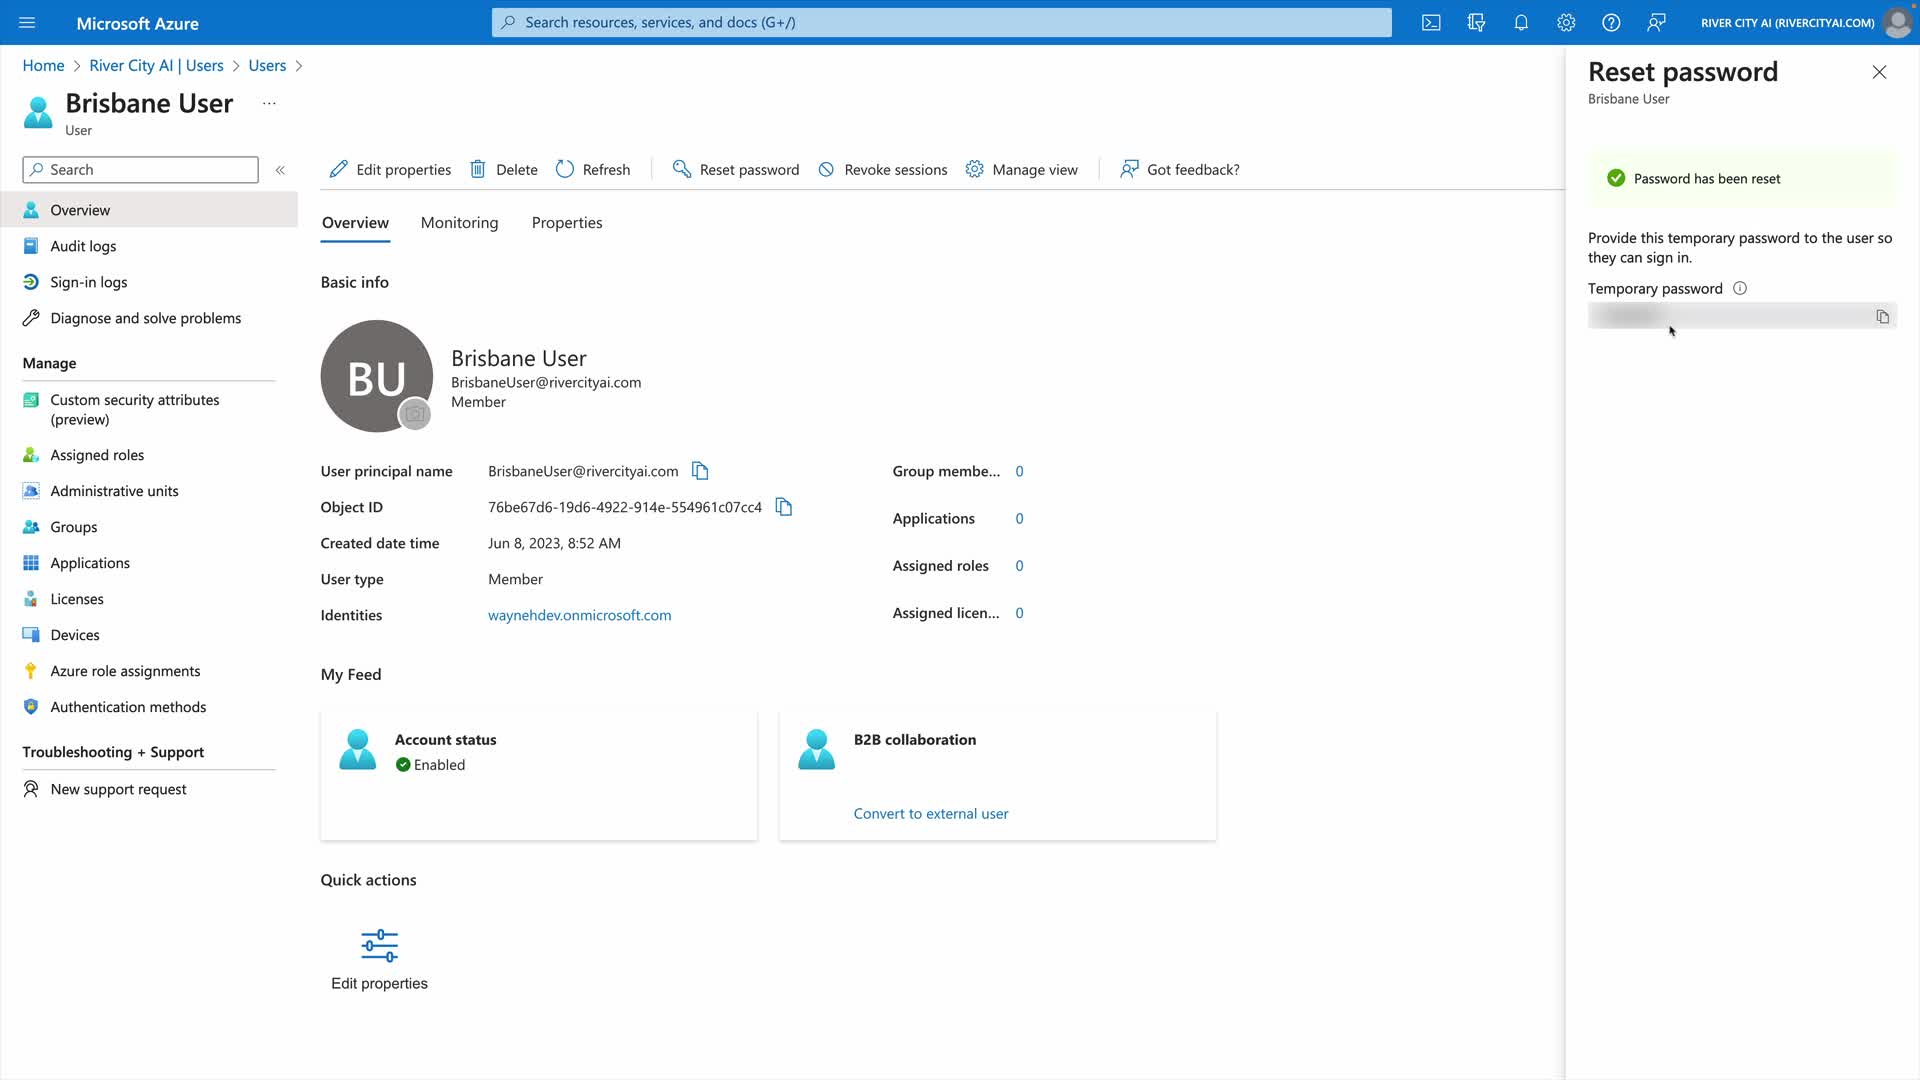 Microsoft Azure
Search resources, services, and docs (G+/)
RIVER CITY AI (RIVERCITYAI.COM)
Home > River City AI | Users > Users >
Brisbane User ...
User
Search
«
Overview
Audit logs
Sign-in logs
Diagnose and solve problems
Manage
Custom security attributes
(preview)
Assigned roles
Administrative units
Groups
Applications
Licenses
Devices
Azure role assignments
Authentication methods
Troubleshooting + Support
New support request
Edit properties Delete Refresh Reset password Revoke sessions Manage view Got feedback?
Overview Monitoring Properties
Basic info
BU
Brisbane User
BrisbaneUser@rivercityai.com
Member
User principal name BrisbaneUser@rivercityai.com
Object ID 76be67d6-19d6-4922-914e-554961c07cc4
Created date time Jun 8, 2023, 8:52 AM
User type Member
Identities waynehdev.onmicrosoft.com
Group membe... 0
Applications 0
Assigned roles 0
Assigned licen... 0
My Feed
Account status
Enabled
B2B collaboration
Convert to external user
Quick actions
Edit properties
Reset password
Brisbane User
Password has been reset
Provide this temporary password to the user so
they can sign in.
Temporary password